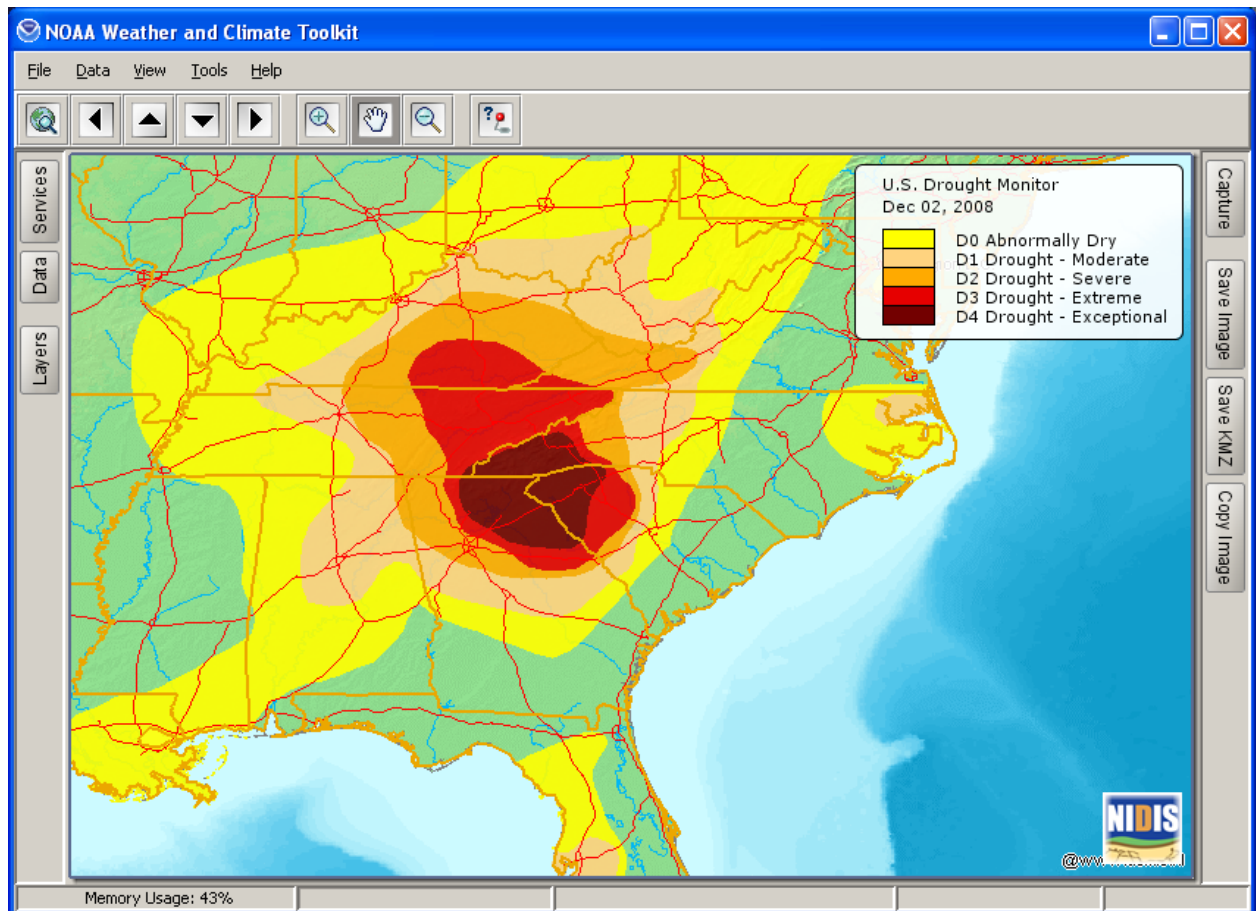 NOAA Weather and Climate Toolkit
File Data View Tools Help
Services
Data
Layers
U.S. Drought Monitor
Dec 02, 2008
D0 Abnormally Dry
D1 Drought - Moderate
D2 Drought - Severe
D3 Drought - Extreme
D4 Drought - Exceptional
Capture
Save Image
Save KMZ
Copy Image
NIDIS
Memory Usage: 43%